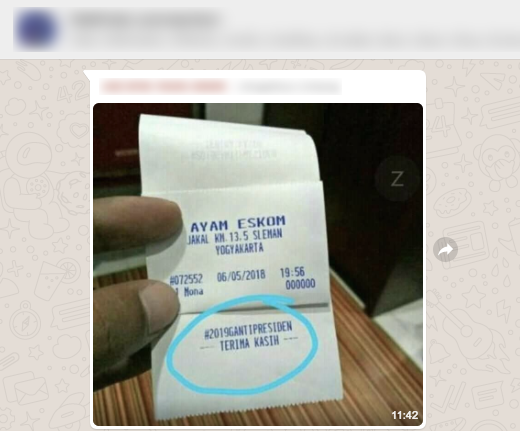 Z
AYAM ESKOM
JAKAL KM.13.5 SLEMAN
YOGYAKARTA
#072552 06/05/2018 19:56
Mona 000000
#2019GANTIPRESIDEN
--- TERIMA KASIH ---
11:42